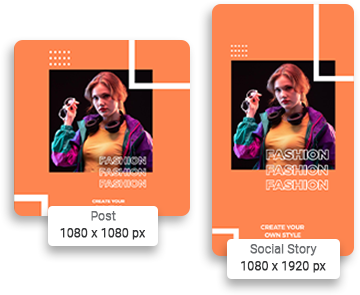 FASHION
FASHION
FASHION
CREATE YOUR
Post
1080 x 1080 px
FASHION
FASHION
FASHION
CREATE YOUR
OWN STYLE
Social Story
1080 x 1920 px